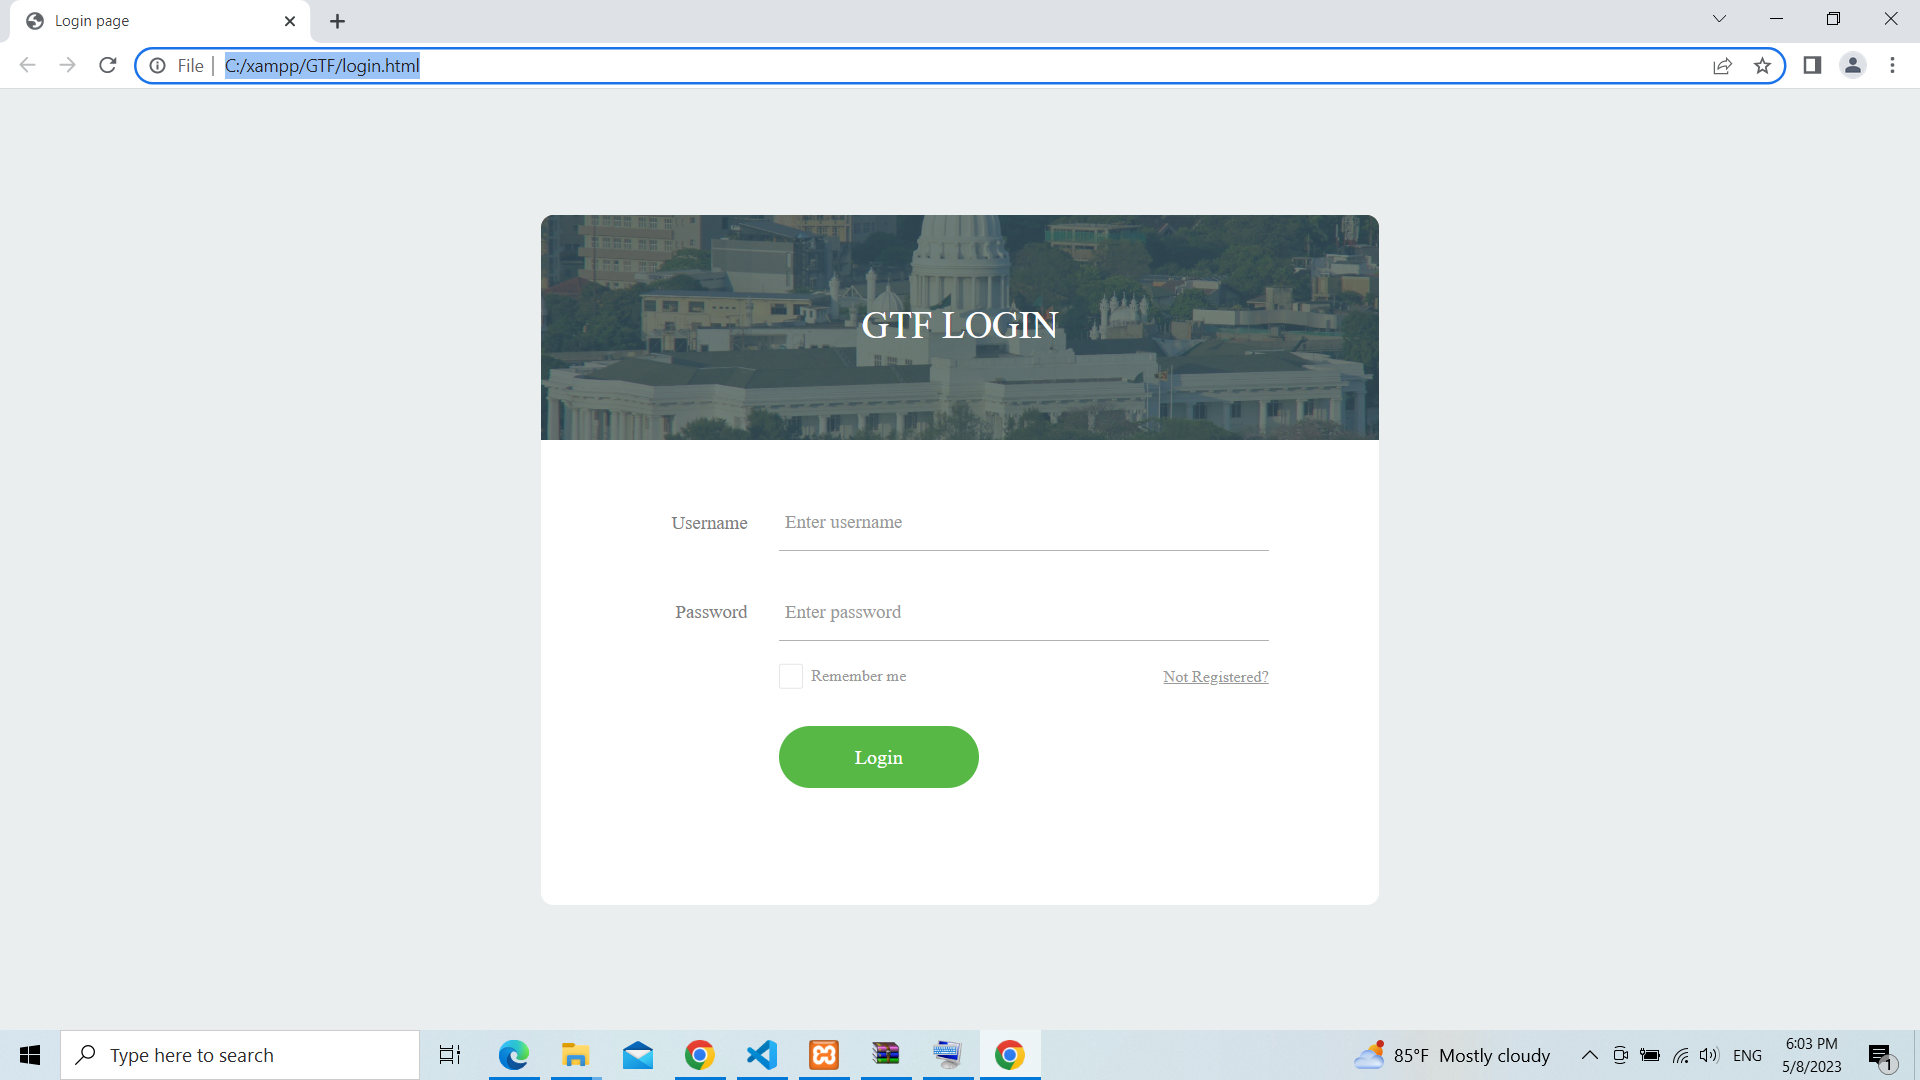 Login page
File | C:/xampp/GTF/login.html
GTF LOGIN
Username
Enter username
Password
Enter password
Remember me
Not Registered?
Login
Type here to search
85°F Mostly cloudy
ENG
6:03 PM
5/8/2023
1